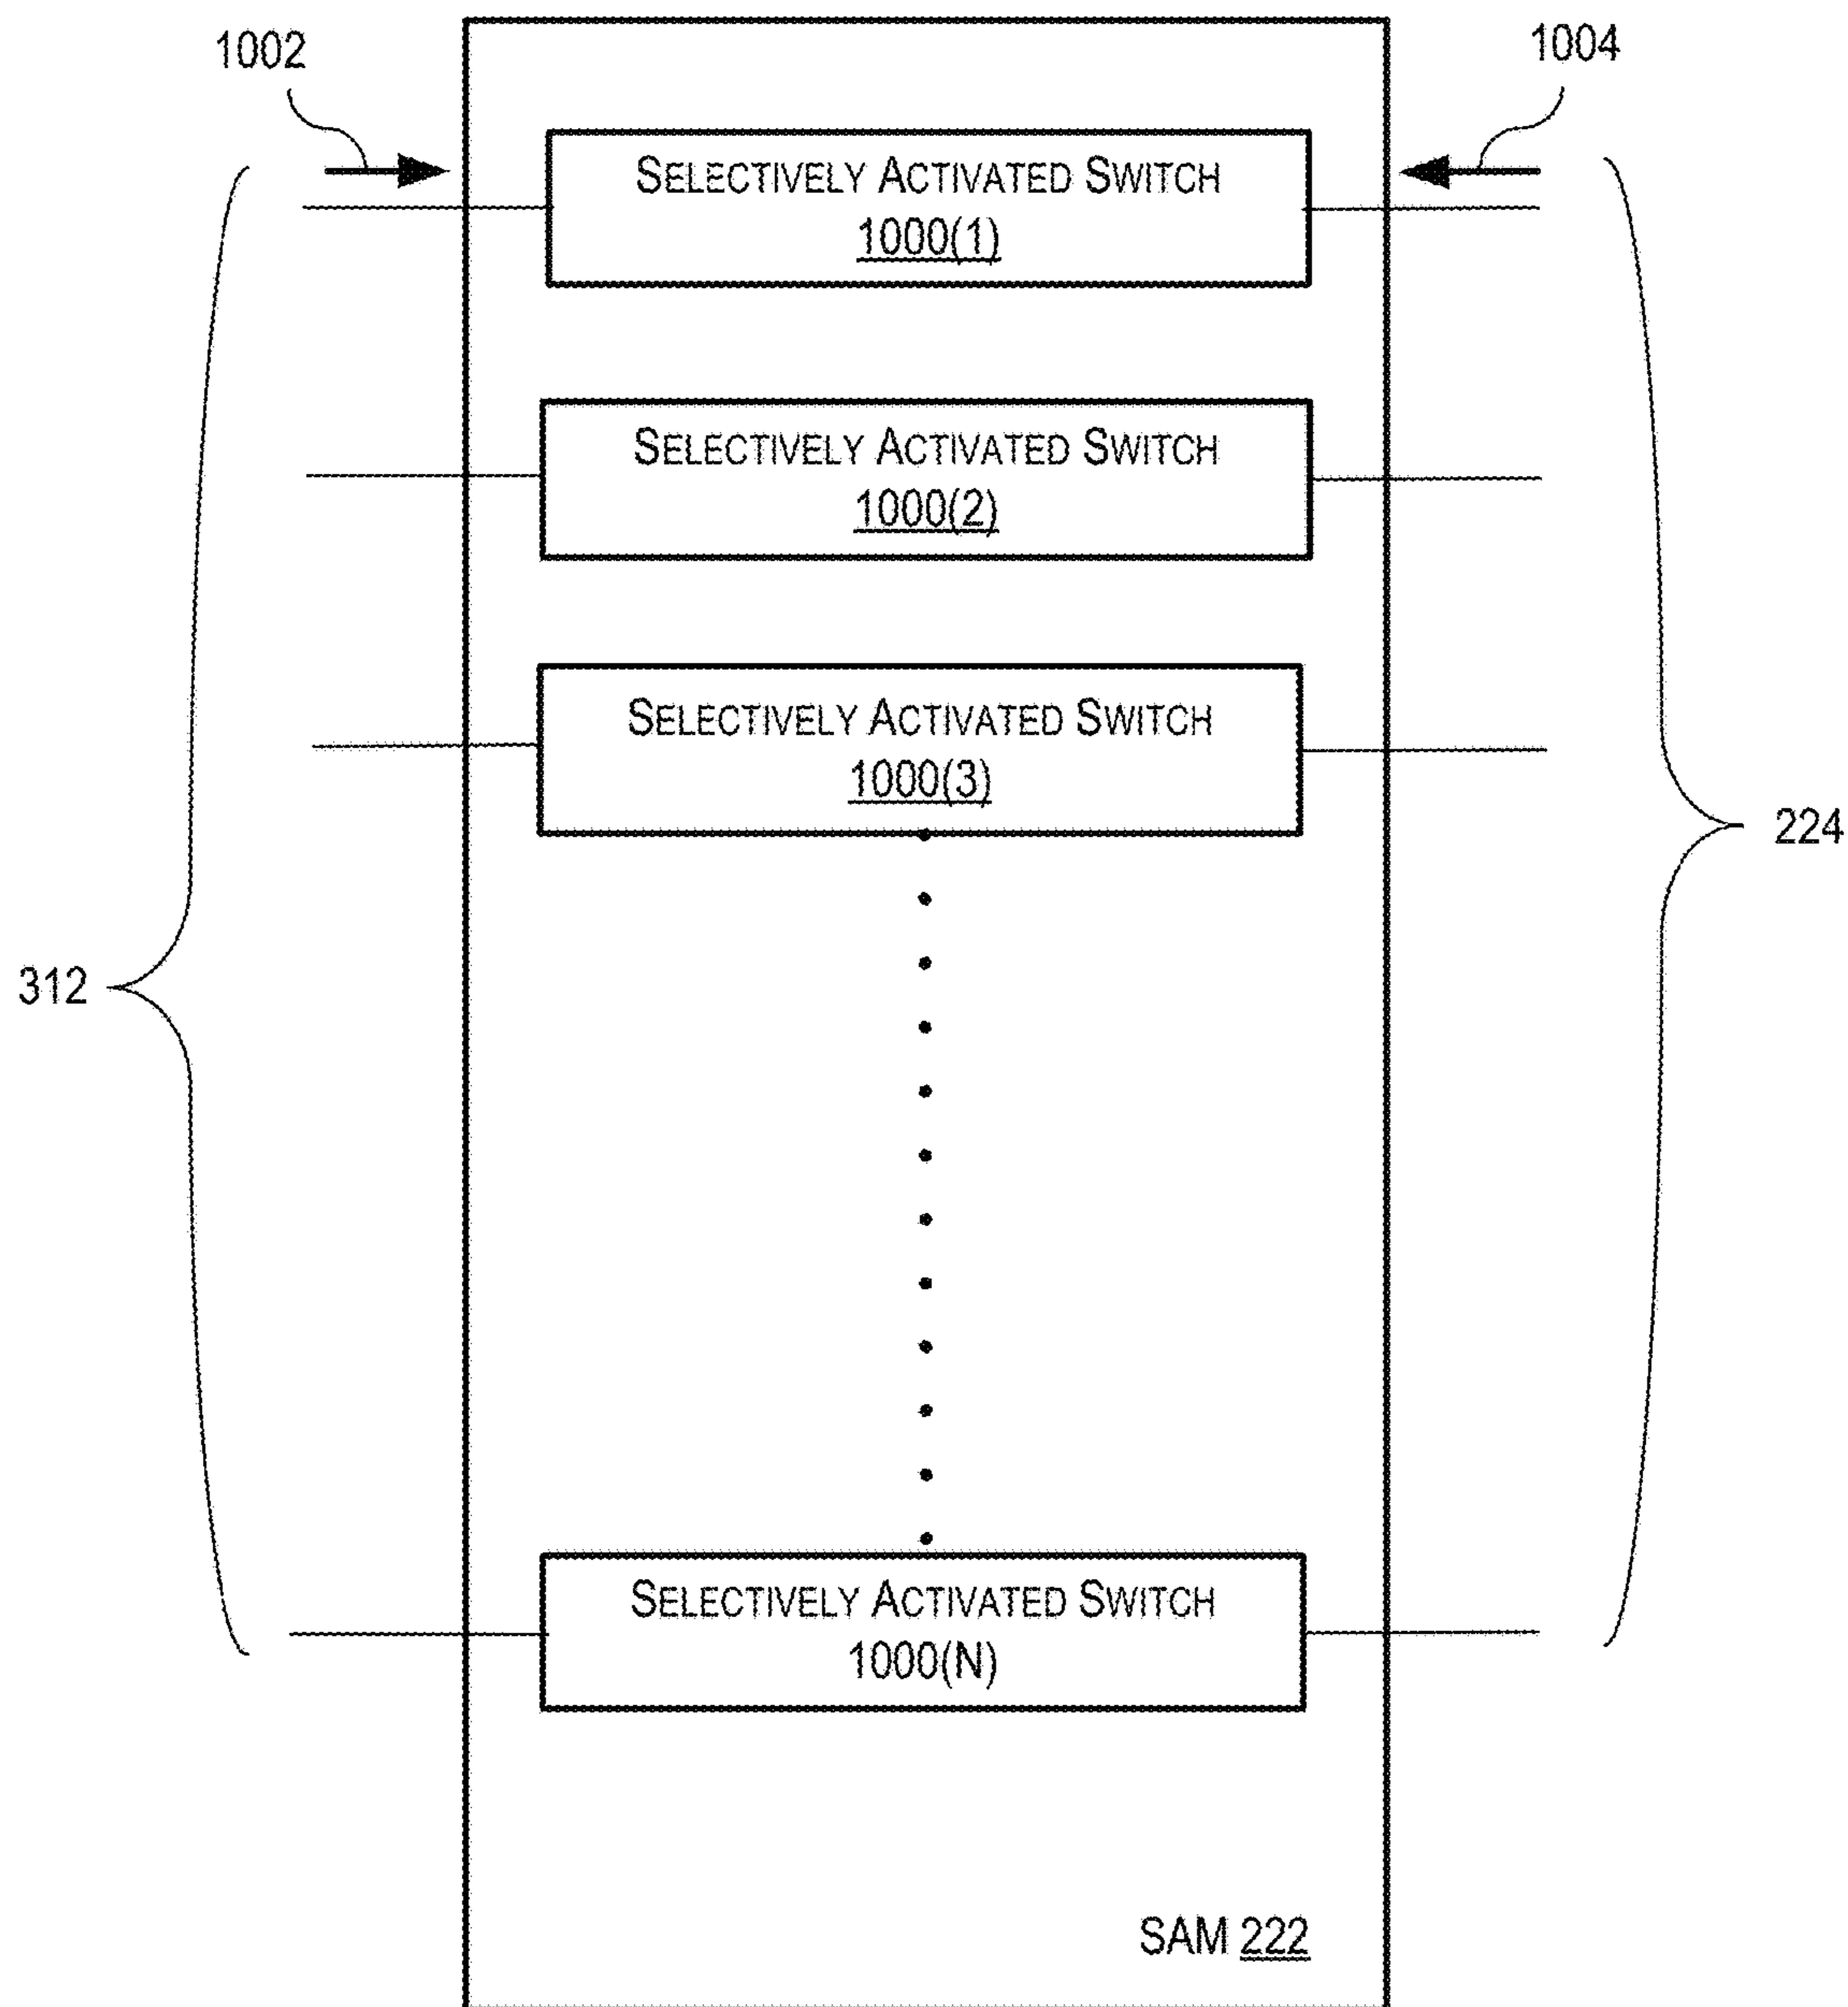 1002
1004
SELECTIVELY ACTIVATED SWITCH
1000(1)
SELECTIVELY ACTIVATED SWITCH
1000(2)
SELECTIVELY ACTIVATED SWITCH
1000(3)
224
312
SELECTIVELY ACTIVATED SWITCH
1000(N)
SAM 222